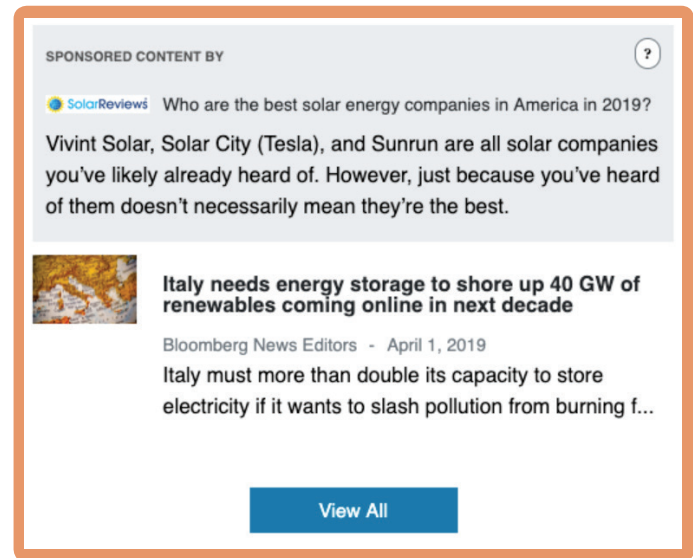 SPONSORED CONTENT BY
?
SolarReviews Who are the best solar energy companies in America in 2019?
Vivint Solar, Solar City (Tesla), and Sunrun are all solar companies
you’ve likely already heard of. However, just because you’ve heard
of them doesn’t necessarily mean they’re the best.
Italy needs energy storage to shore up 40 GW of
renewables coming online in next decade
Bloomberg News Editors - April 1, 2019
Italy must more than double its capacity to store
electricity if it wants to slash pollution from burning f...
View All